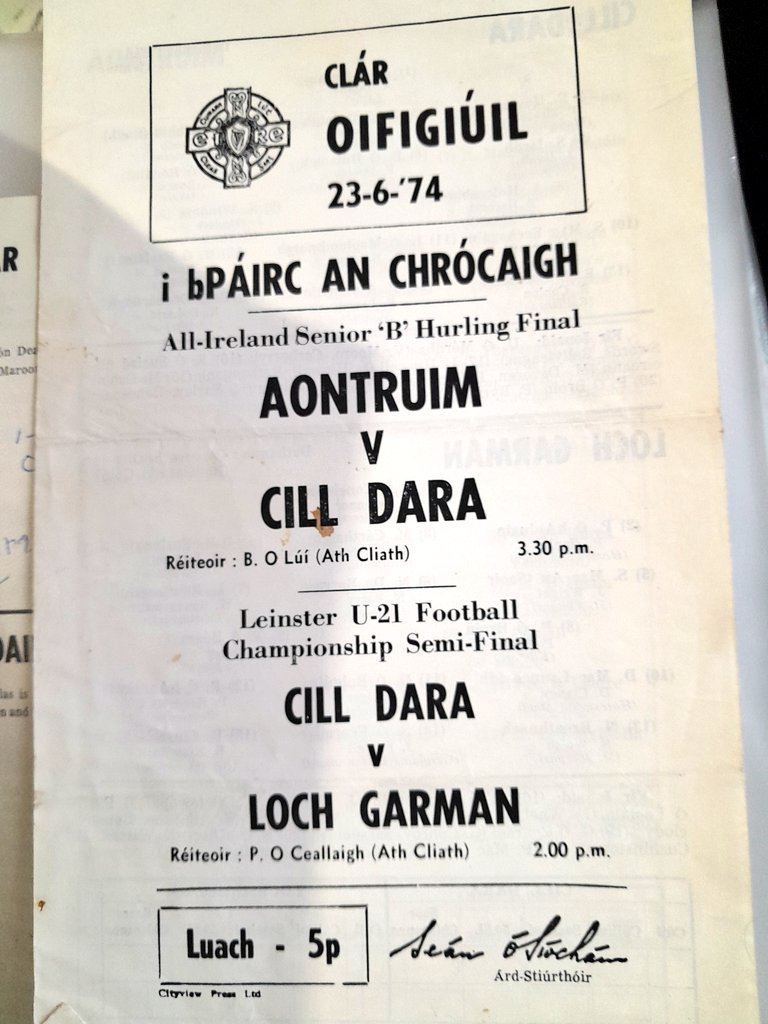 CLÁR
OIFIGIÚIL
23-6-'74
EIRE
i bPÁIRC AN CHRÓCAIGH
All-Ireland Senior 'B' Hurling Final
AONTRUIM
V
CILL DARA
Réiteoir : B. O Lúí (Ath Cliath) 3.30 p.m.
Leinster U-21 Football
Championship Semi-Final
CILL DARA
V
LOCH GARMAN
Réiteoir : P. O Ceallaigh (Ath Cliath) 2.00 p.m.
Luach - 5p
Seán Ó Síocháin
Árd-Stiúrthóir
Cityview Press Ltd